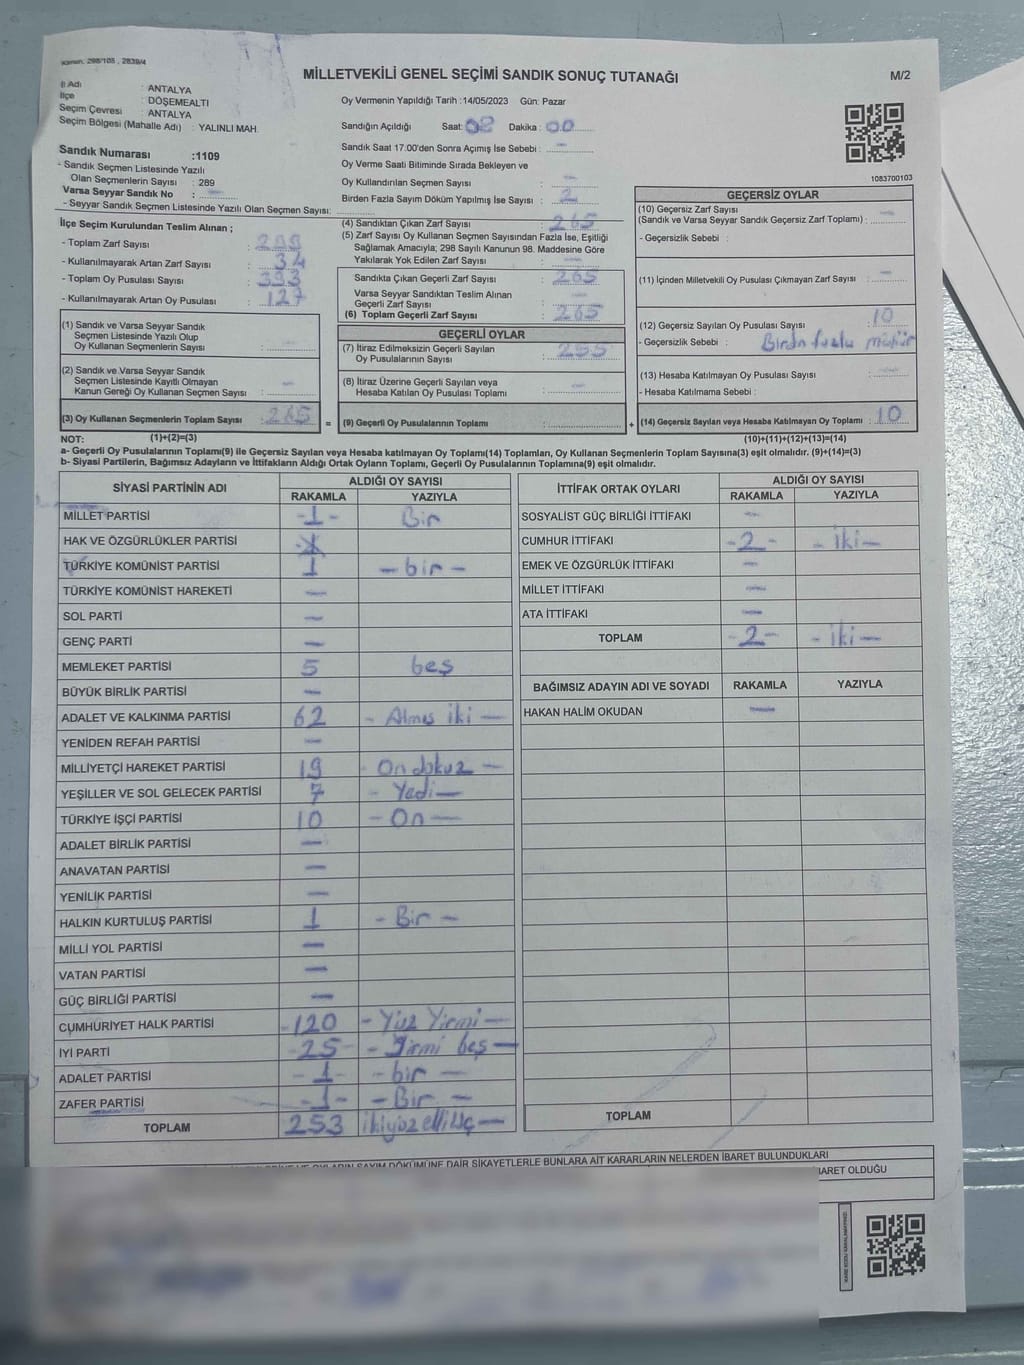 Kanun: 298/105 , 2839/4
MİLLETVEKİLİ GENEL SEÇİMİ SANDIK SONUÇ TUTANAĞI
M/2
İl Adı : ANTALYA
İlçe : DÖŞEMEALTI
Seçim Çevresi : ANTALYA
Seçim Bölgesi (Mahalle Adı) : YALINLI MAH.
Oy Vermenin Yapıldığı Tarih :14/05/2023 Gün: Pazar
Sandığın Açıldığı Saat: 08 Dakika: 00
Sandık Saat 17.00'den Sonra Açımış İse Sebebi : -
Oy Verme Saati Bitiminde Sırada Bekleyen ve
Oy Kullandırılan Seçmen Sayısı : -
Birden Fazla Sayım Döküm Yapılmış İse Sayısı : 2
Sandık Numarası :1109
- Sandık Seçmen Listesinde Yazılı
Olan Seçmenlerin Sayısı : 289
Varsa Seyyar Sandık No : -
- Seyyar Sandık Seçmen Listesinde Yazılı Olan Seçmen Sayısı:
1083700103
İlçe Seçim Kurulundan Teslim Alınan ;
- Toplam Zarf Sayısı :
- Kullanılmayarak Artan Zarf Sayısı : 34
- Toplam Oy Pusulası Sayısı :
- Kullanılmayarak Artan Oy Pusulası : 127
(4) Sandıktan Çıkan Zarf Sayısı : 265
(5) Zarf Sayısı Oy Kullanan Seçmen Sayısından Fazla İse, Eşitliği
Sağlamak Amacıyla; 298 Sayılı Kanunun 98. Maddesine Göre
Yakılarak Yok Edilen Zarf Sayısı : -
Sandıkta Çıkan Geçerli Zarf Sayısı : 265
Varsa Seyyar Sandıktan Teslim Alınan
Geçerli Zarf Sayısı : -
(6) Toplam Geçerli Zarf Sayısı : 265
GEÇERSİZ OYLAR
(10) Geçersiz Zarf Sayısı
(Sandık ve Varsa Seyyar Sandık Geçersiz Zarf Toplamı) : -
- Geçersizlik Sebebi :
(11) İçinden Milletvekili Oy Pusulası Çıkmayan Zarf Sayısı : -
(12) Geçersiz Sayılan Oy Pusulası Sayısı : 10
- Geçersizlik Sebebi : Birdn fazla mühür
(13) Hesaba Katılmayan Oy Pusulası Sayısı : -
- Hesaba Katılmama Sebebi :
(1) Sandık ve Varsa Seyyar Sandık
Seçmen Listesinde Yazılı Olup
Oy Kullanan Seçmenlerin Sayısı :
(2) Sandık ve Varsa Seyyar Sandık
Seçmen Listesinde Kayıtlı Olmayan
Kanun Gereği Oy Kullanan Seçmen Sayısı : -
GEÇERLİ OYLAR
(7) İtiraz Edilmeksizin Geçerli Sayılan
Oy Pusulalarının Sayısı : 255
(8) İtiraz Üzerine Geçerli Sayılan veya
Hesaba Katılan Oy Pusulası Toplamı : -
(3) Oy Kullanan Seçmenlerin Toplam Sayısı : 265 = (9) Geçerli Oy Pusulalarının Toplamı : + (14) Geçersiz Sayılan veya Hesaba Katılmayan Oy Toplamı : 10
NOT: (1)+(2)=(3) (10)+(11)+(12)+(13)=(14)
a- Geçerli Oy Pusulaları Toplamı(9) ile Geçersiz Sayılan veya Hesaba katılmayan Oy Toplamı(14) Toplamları, Oy Kullanan Seçmenlerin Toplam Sayısına(3) eşit olmalıdır. (9)+(14)=(3)
b- Siyasi Partilerin, Bağımsız Adayların ve İttifakların Aldığı Ortak Oyların Toplamı, Geçerli Oy Pusulalarının Toplamına(9) eşit olmalıdır.
SİYASİ PARTİNİN ADI ALDIĞI OY SAYISI
RAKAMLA YAZIYLA
MİLLET PARTİSİ -1- Bir
HAK VE ÖZGÜRLÜKLER PARTİSİ
TÜRKİYE KOMÜNİST PARTİSİ 1 - bir -
TÜRKİYE KOMÜNİST HAREKETİ -
SOL PARTİ -
GENÇ PARTİ -
MEMLEKET PARTİSİ 5 beş
BÜYÜK BİRLİK PARTİSİ -
ADALET VE KALKINMA PARTİSİ 62 - Altmış iki -
YENİDEN REFAH PARTİSİ -
MİLLİYETÇİ HAREKET PARTİSİ 19 - On dokuz -
YEŞİLLER VE SOL GELECEK PARTİSİ 7 - Yedi -
TÜRKİYE İŞÇİ PARTİSİ 10 - On -
ADALET BİRLİK PARTİSİ -
ANAVATAN PARTİSİ -
YENİLİK PARTİSİ -
HALKIN KURTULUŞ PARTİSİ 1 - Bir -
MİLLİ YOL PARTİSİ -
VATAN PARTİSİ -
GÜÇ BİRLİĞİ PARTİSİ -
CUMHURİYET HALK PARTİSİ -120 - Yüz Yirmi -
İYİ PARTİ -25- - Yirmi beş -
ADALET PARTİSİ -1- - bir -
ZAFER PARTİSİ -1- - Bir -
TOPLAM 253 ikiyüz elli üç -
İTTİFAK ORTAK OYLARI ALDIĞI OY SAYISI
RAKAMLA YAZIYLA
SOSYALİST GÜÇ BİRLİĞİ İTTİFAKI -
CUMHUR İTTİFAKI -2- - iki -
EMEK VE ÖZGÜRLÜK İTTİFAKI -
MİLLET İTTİFAKI -
ATA İTTİFAKI -
TOPLAM -2- - iki -
BAĞIMSIZ ADAYIN ADI VE SOYADI RAKAMLA YAZIYLA
HAKAN HALİM OKUDAN -
TOPLAM
OYLARIN SAYIM DÖKÜMÜNE DAİR ŞİKAYETLERLE BUNLARA AİT KARARLARIN NELERDEN İBARET BULUNDUKLARI
OLDUĞU